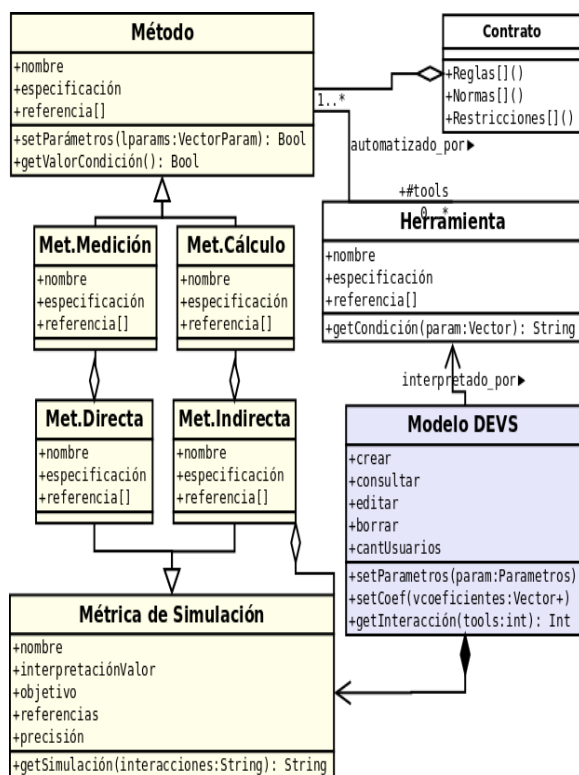 Método
+nombre
+especificación
+referencia[]
+setParámetros(lparams:VectorParam): Bool
+getValorCondición(): Bool
Contrato
+Reglas[]()
+Normas[]()
+Restricciones[]()
1..*
automatizado_por
+#tools
0..*
Herramienta
+nombre
+especificación
+referencia[]
+getCondición(param:Vector): String
Met.Medición
+nombre
+especificación
+referencia[]
Met.Cálculo
+nombre
+especificación
+referencia[]
interpretado_por
Met.Directa
+nombre
+especificación
+referencia[]
Met.Indirecta
+nombre
+especificación
+referencia[]
Modelo DEVS
+crear
+consultar
+editar
+borrar
+cantUsuarios
+setParametros(param:Parametros)
+setCoef(vcoeficientes:Vector+)
+getInteracción(tools:int): Int
Métrica de Simulación
+nombre
+interpretaciónValor
+objetivo
+referencias
+precisión
+getSimulación(interacciones:String): String